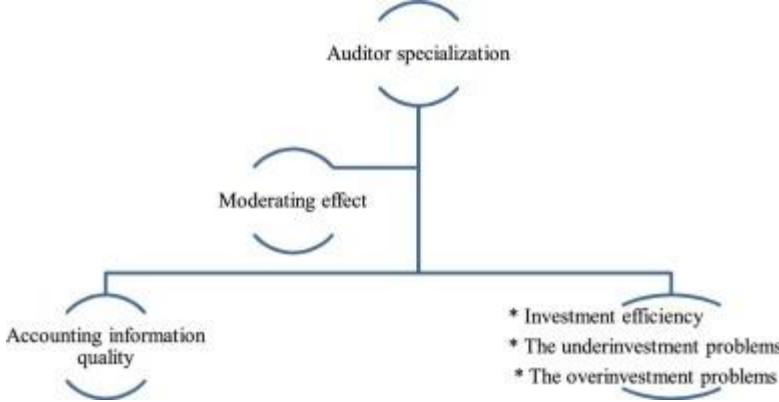 Auditor specialization
Moderating effect
Accounting information
quality
* Investment efficiency
* The underinvestment problems
* The overinvestment problems